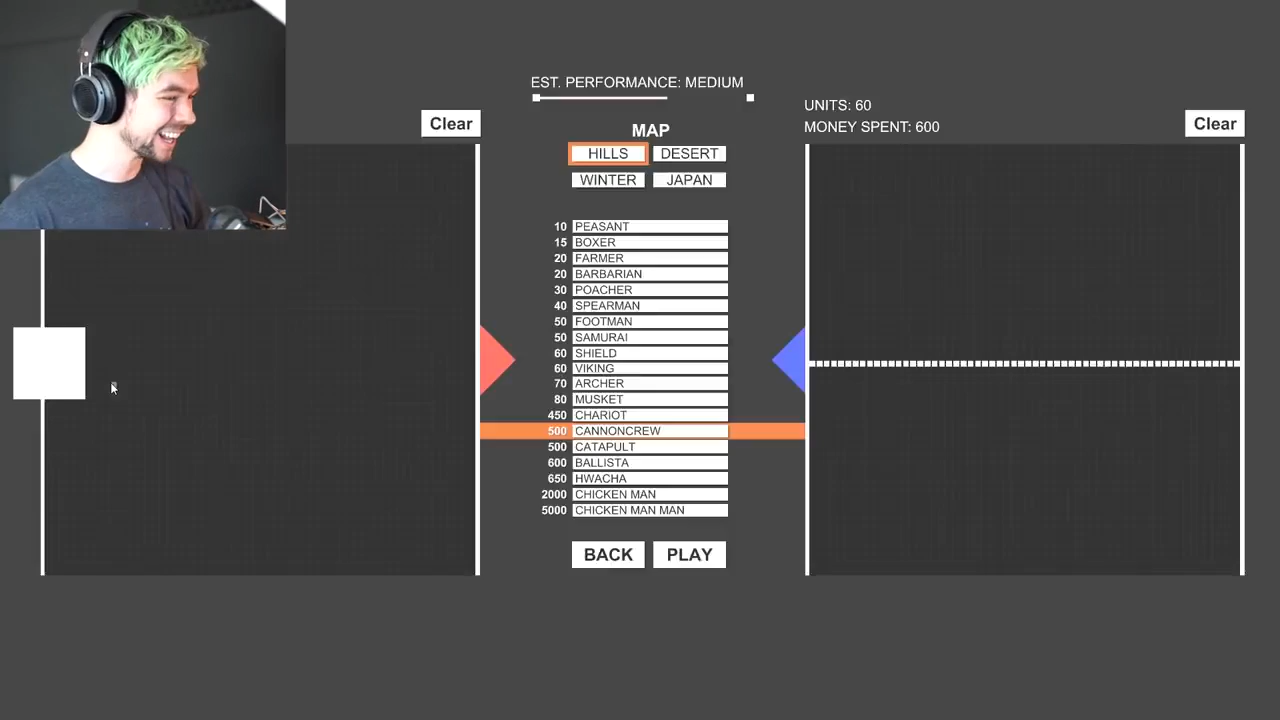 EST. PERFORMANCE: MEDIUM
UNITS: 60
MONEY SPENT: 600
Clear
Clear
MAP
HILLS DESERT
WINTER JAPAN
10 PEASANT
15 BOXER
20 FARMER
20 BARBARIAN
30 POACHER
40 SPEARMAN
50 FOOTMAN
50 SAMURAI
60 SHIELD
60 VIKING
70 ARCHER
80 MUSKET
450 CHARIOT
500 CANNONCREW
500 CATAPULT
600 BALLISTA
650 HWACHA
2000 CHICKEN MAN
5000 CHICKEN MAN MAN
BACK PLAY